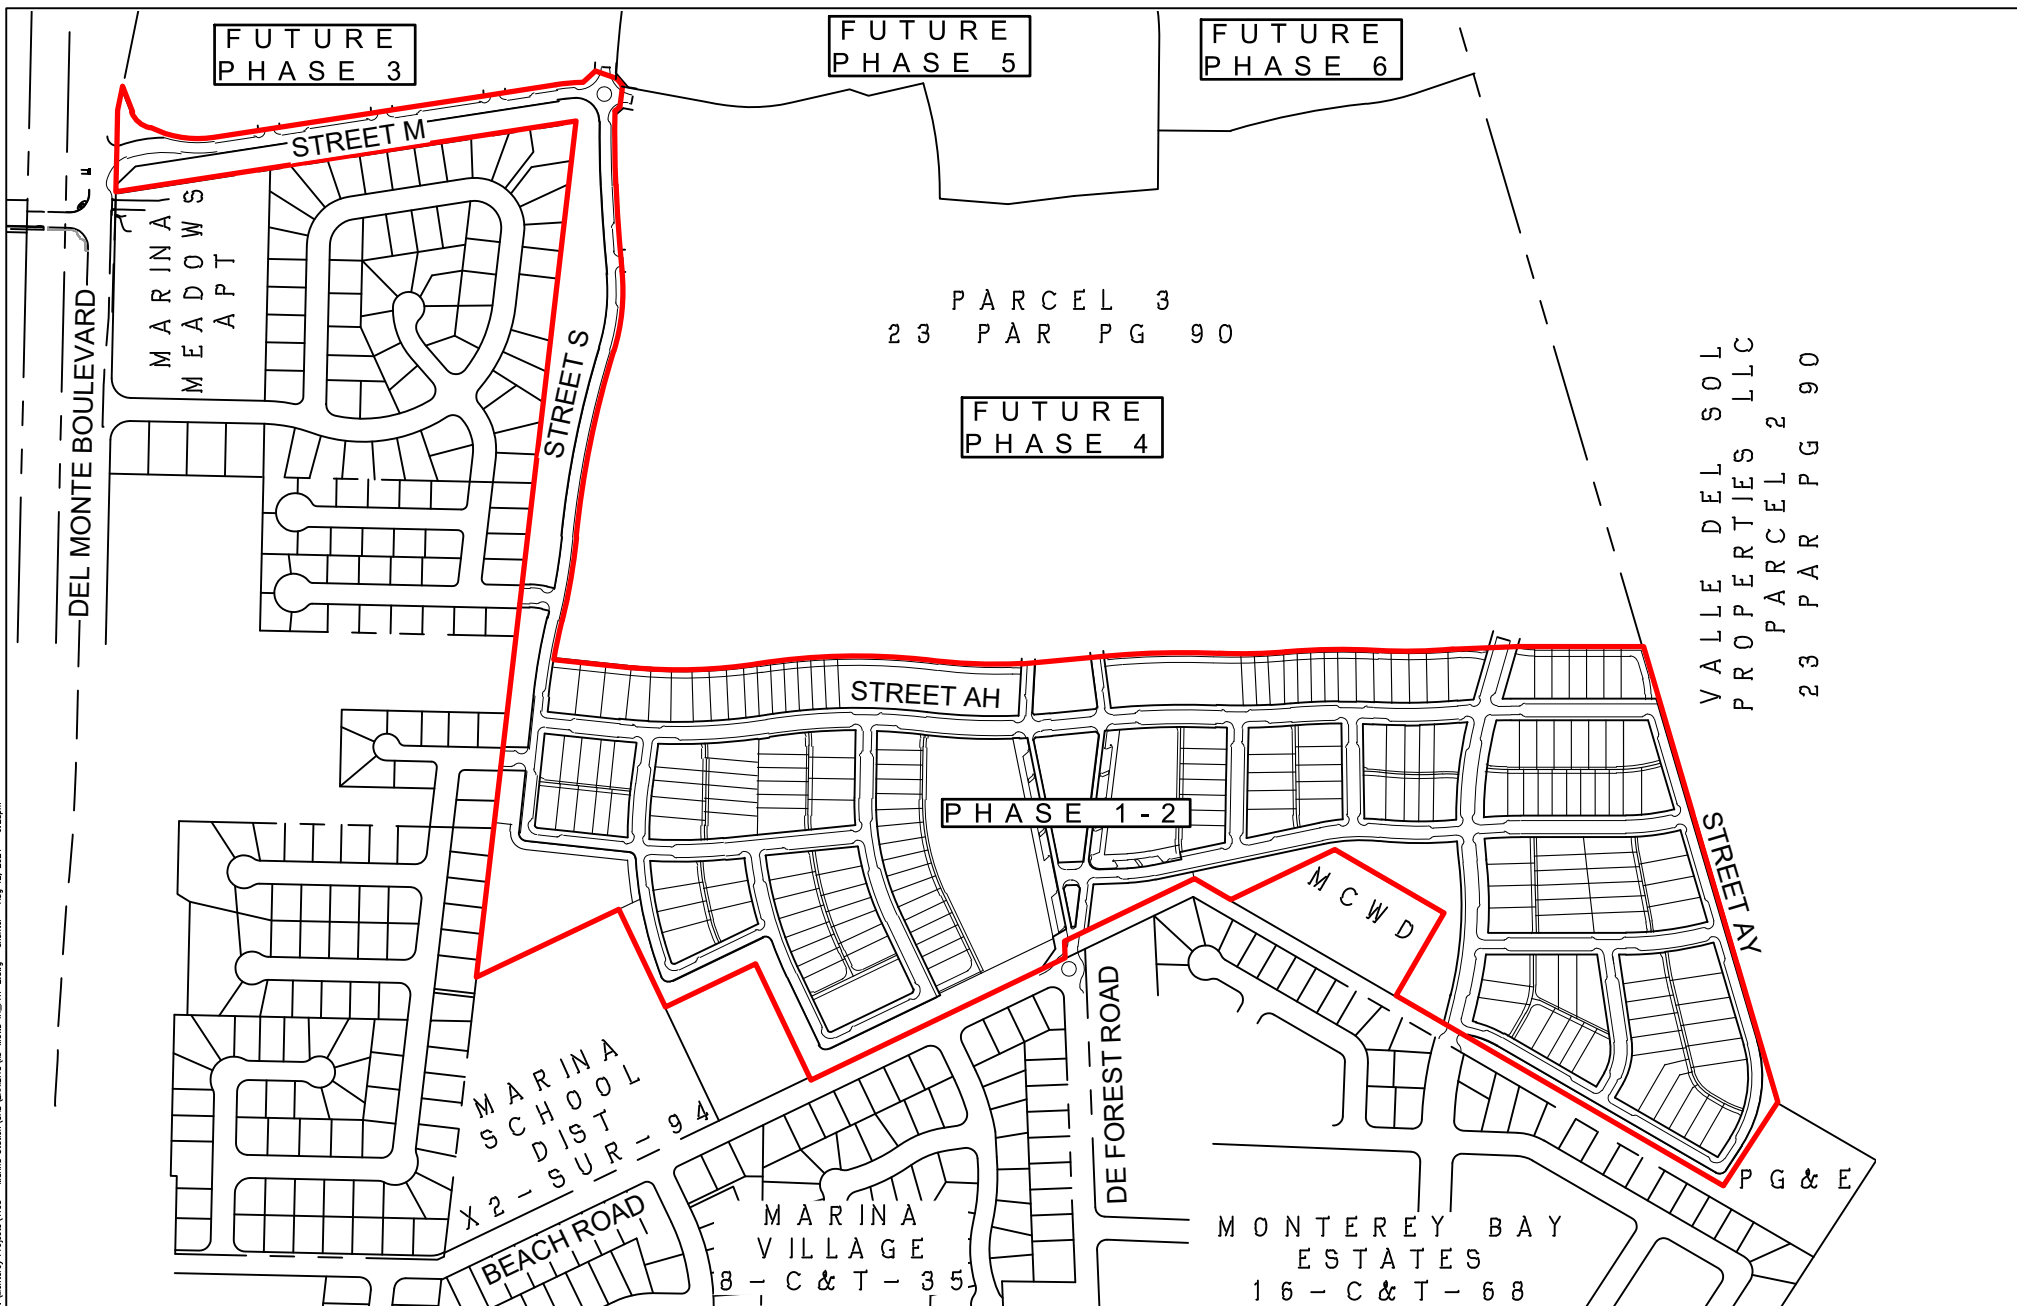 FUTURE
PHASE 3
FUTURE
PHASE 5
FUTURE
PHASE 6
STREET M
MARINA
MEADOWS
APT
DEL MONTE BOULEVARD
STREET S
PARCEL 3
23 PAR PG 90
FUTURE
PHASE 4
VALLE DEL SOL
PROPERTIES LLC
PARCEL 2
23 PAR PG 90
STREET AH
PHASE 1-2
STREET AY
MCWD
MARINA
SCHOOL
DIST
X2-SUR-94
BEACH ROAD
DE FOREST ROAD
MARINA
VILLAGE
8-C&T-35
MONTEREY BAY
ESTATES
16-C&T-68
PG&E